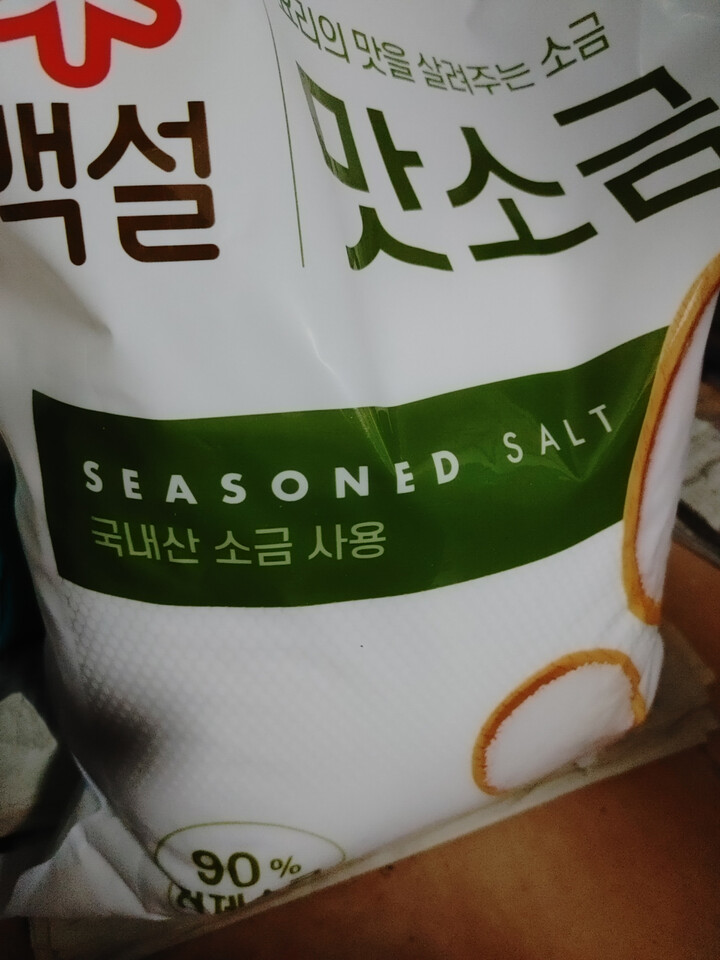 요리의 맛을 살려주는 소금
백설
맛소금
SEASONED SALT
국내산 소금 사용
90%